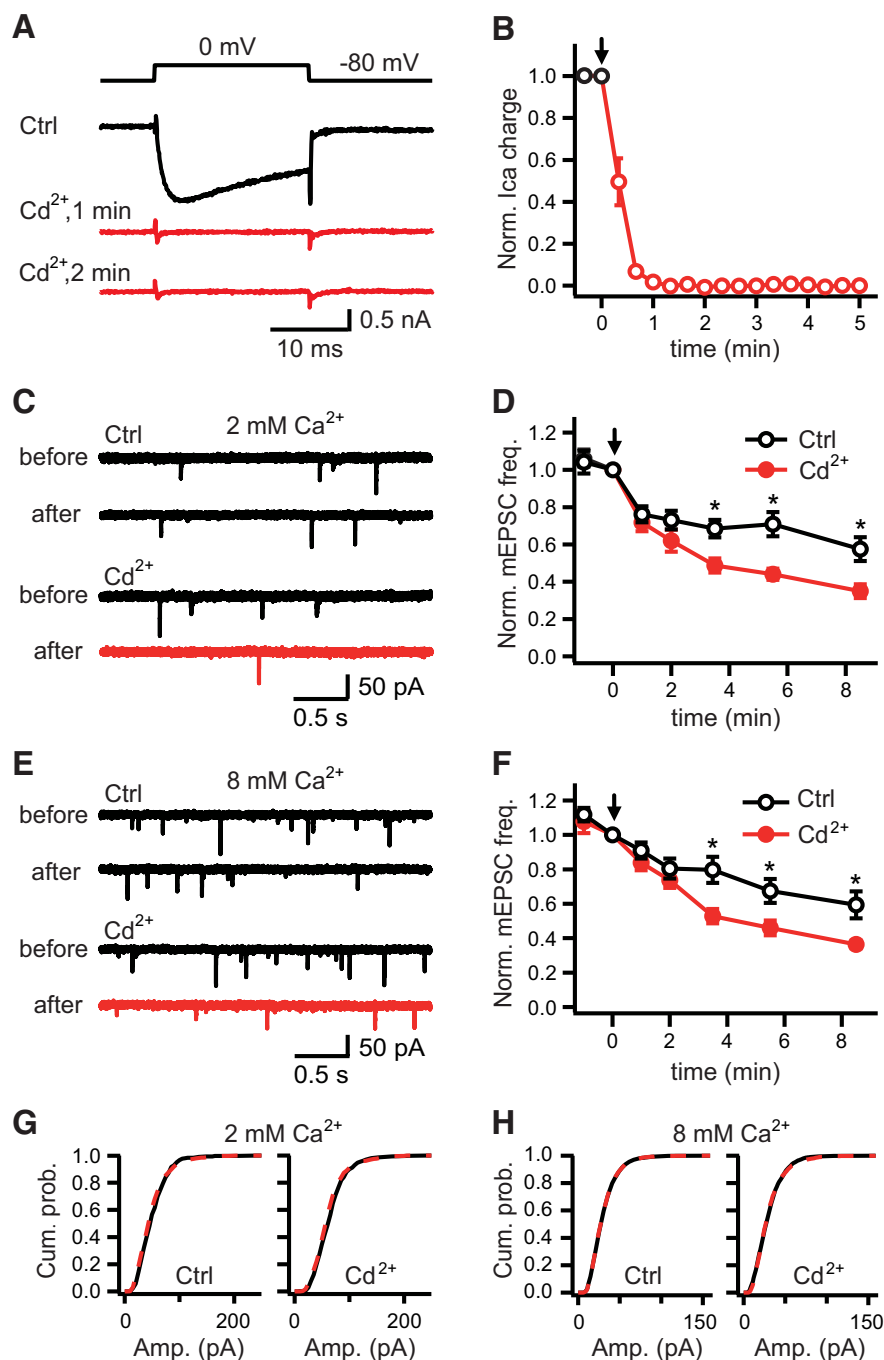 A
0 mV
-80 mV
Ctrl
Cd²⁺,1 min
Cd²⁺,2 min
0.5 nA
10 ms
B
Norm. Ica charge
1.0
0.8
0.6
0.4
0.2
0.0
0 1 2 3 4 5
time (min)
C
Ctrl 2 mM Ca²⁺
before
after
Cd²⁺
before
after
50 pA
0.5 s
D
Norm. mEPSC freq.
1.2
1.0
0.8
0.6
0.4
0.2
0.0
Ctrl
Cd²⁺
* * *
0 2 4 6 8
time (min)
E
Ctrl 8 mM Ca²⁺
before
after
Cd²⁺
before
after
50 pA
0.5 s
F
Norm. mEPSC freq.
1.2
1.0
0.8
0.6
0.4
0.2
0.0
Ctrl
Cd²⁺
* * *
0 2 4 6 8
time (min)
G
2 mM Ca²⁺
Cum. prob.
1.0
0.8
0.6
0.4
0.2
0.0
Ctrl
Cd²⁺
0 200
0 200
Amp. (pA)
Amp. (pA)
H
8 mM Ca²⁺
Cum. prob.
1.0
0.8
0.6
0.4
0.2
0.0
Ctrl
Cd²⁺
0 150
0 150
Amp. (pA)
Amp. (pA)